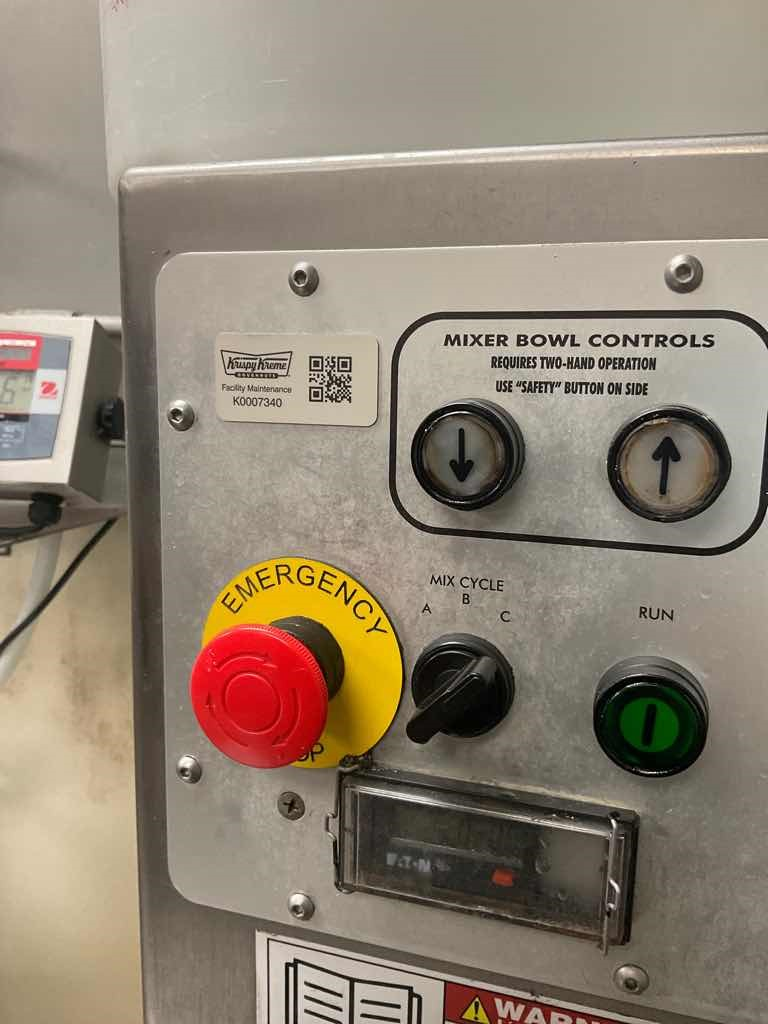 MIXER BOWL CONTROLS
REQUIRES TWO-HAND OPERATION
USE "SAFETY" BUTTON ON SIDE
Krispy Kreme
DOUGHNUTS
Facility Maintenance
K0007340
EMERGENCY
MIX CYCLE
A B C
RUN